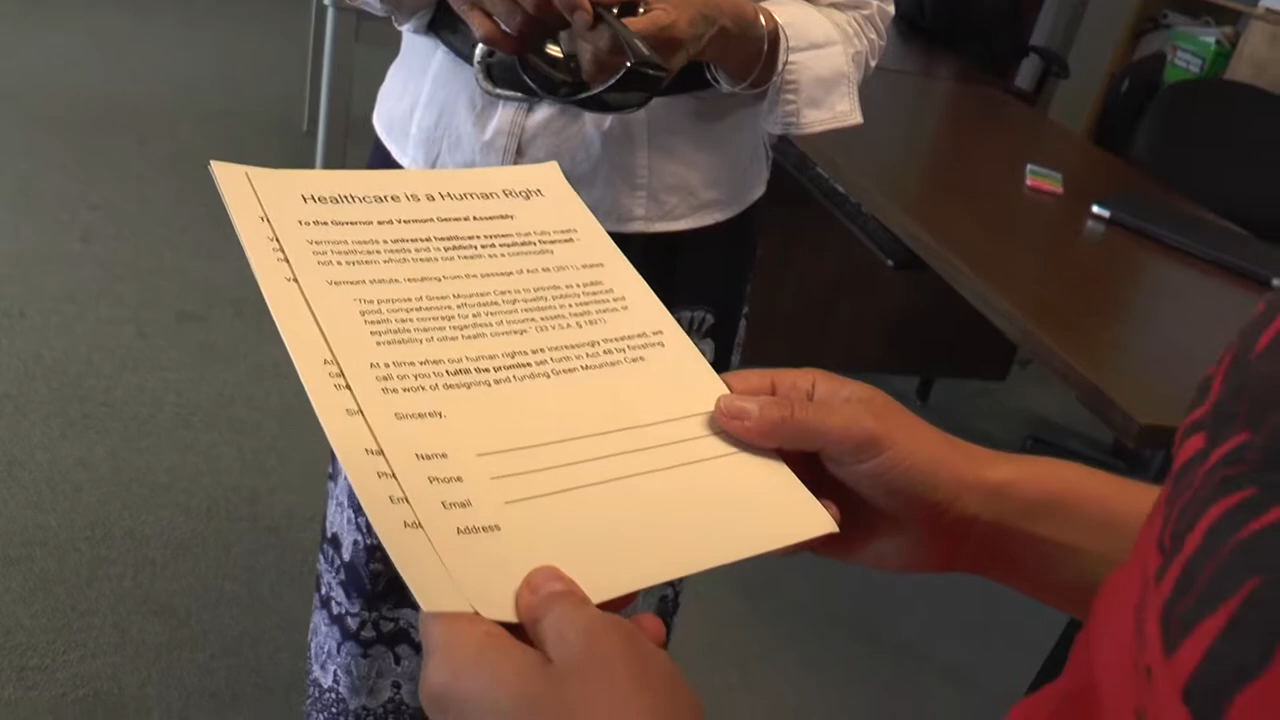 Healthcare is a Human Right
To the Governor and Vermont General Assembly:
Vermont needs a universal healthcare system that fully meets
our healthcare needs and is publicly and equitably financed -
not a system which treats our health as a commodity
Vermont statute, resulting from the passage of Act 48 (2011), states
"The purpose of Green Mountain Care is to provide, as a public
good, comprehensive, affordable, high-quality, publicly financed
health care coverage for all Vermont residents in a seamless and
equitable manner regardless of income, assets, health status, or
availability of other health coverage." (33 V.S.A. § 1821)
At a time when our human rights are increasingly threatened, we
call on you to fulfill the promise set forth in Act 48 by finishing
the work of designing and funding Green Mountain Care.
Sincerely,
Name
Phone
Email
Address